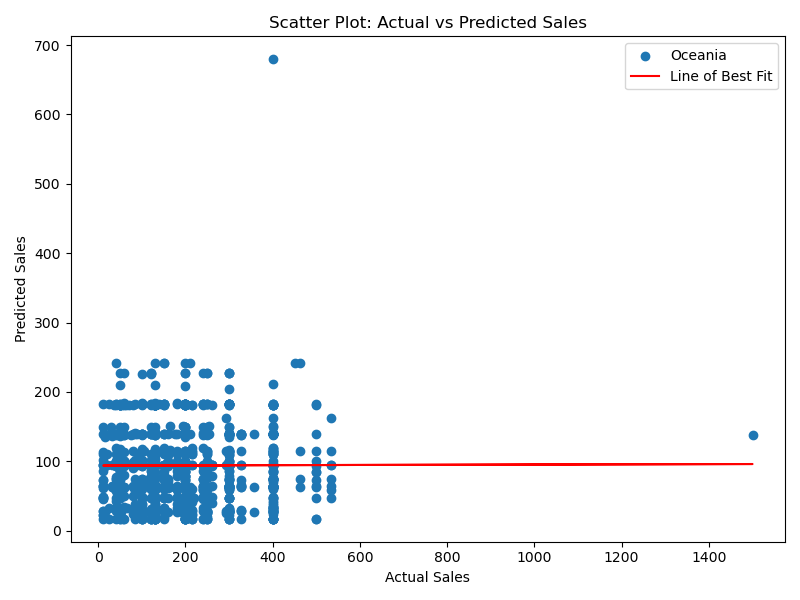 Scatter Plot: Actual vs Predicted Sales
Oceania
Line of Best Fit
Predicted Sales
700
600
500
400
300
200
100
0
0 200 400 600 800 1000 1200 1400
Actual Sales